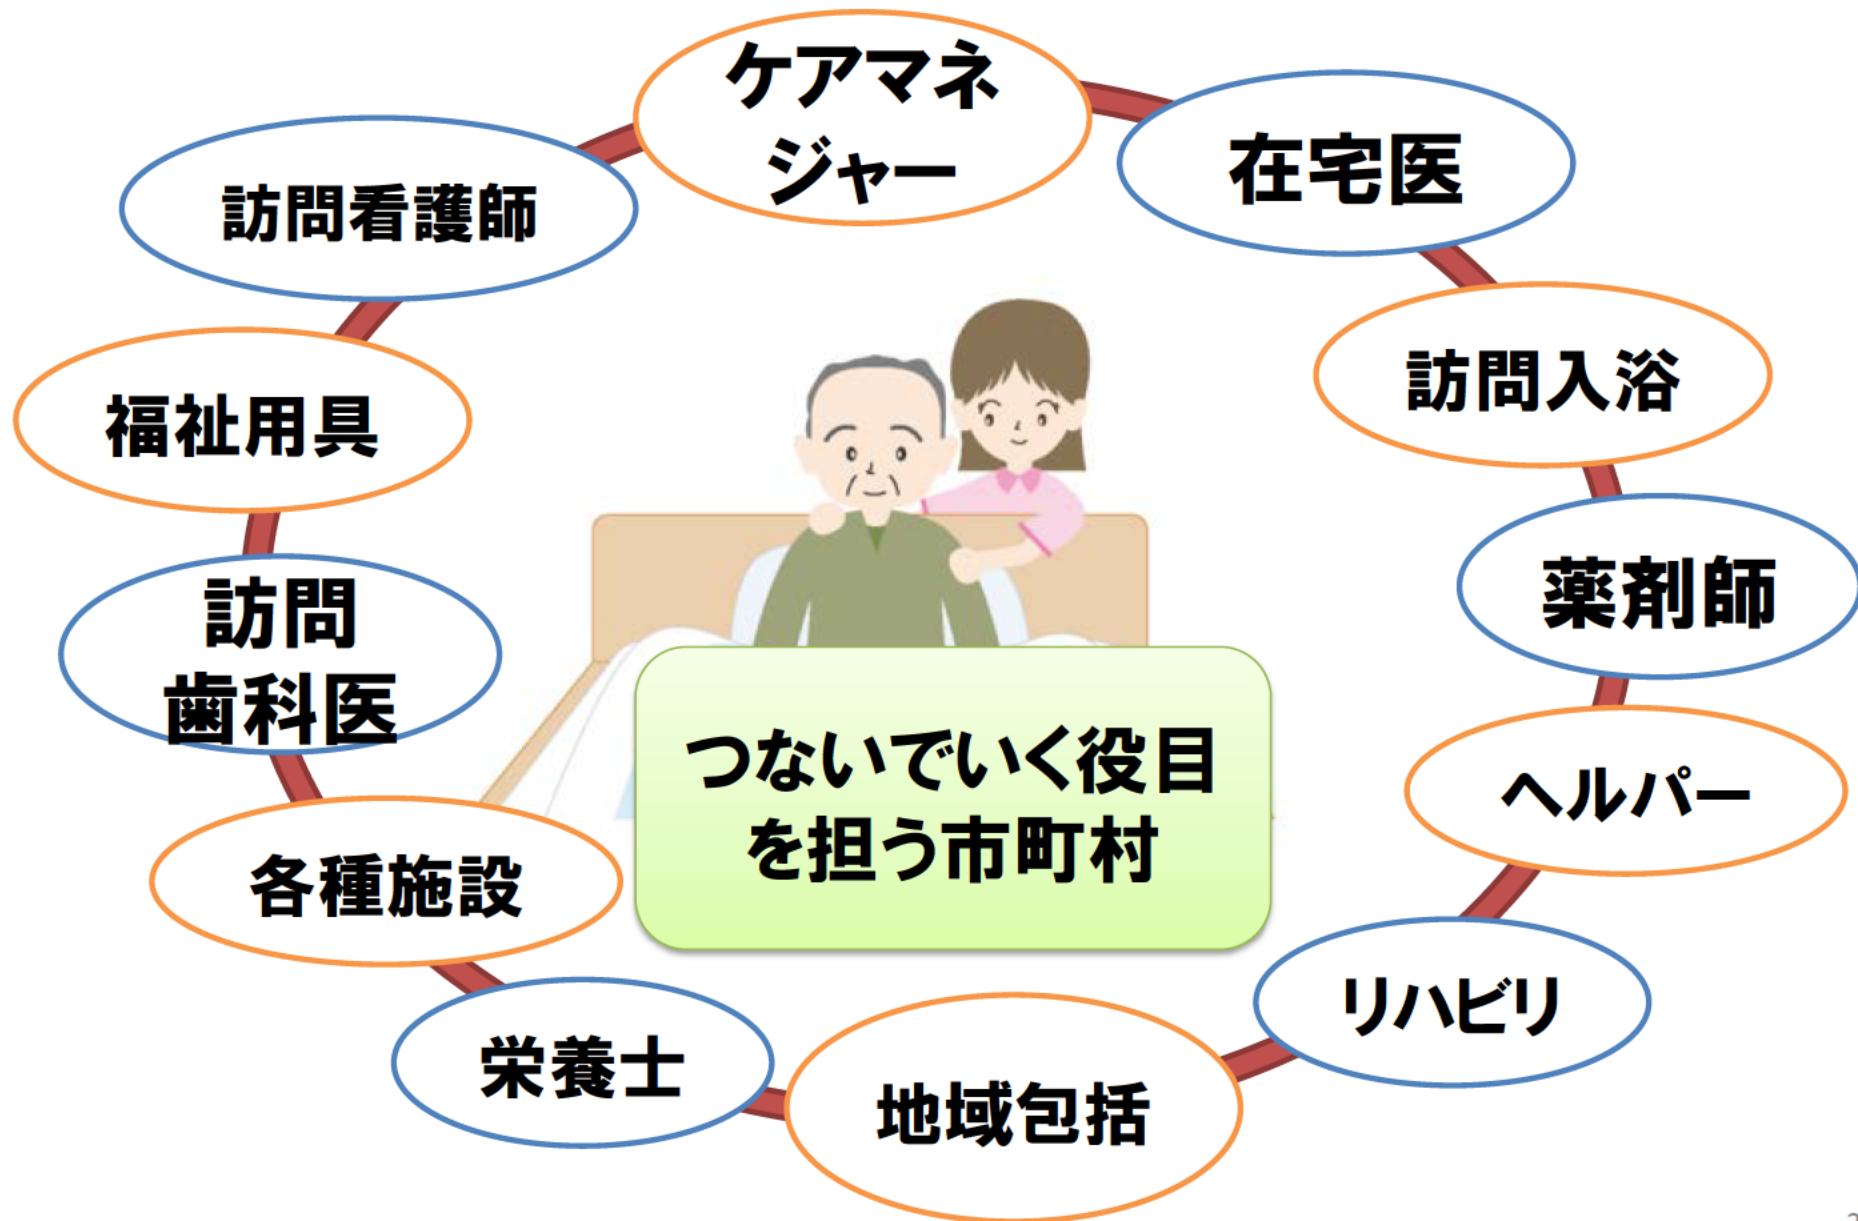 ケアマネ
ジャー
在宅医
訪問看護師
訪問入浴
福祉用具
薬剤師
訪問
歯科医
つないでいく役目
を担う市町村
ヘルパー
各種施設
リハビリ
栄養士
地域包括